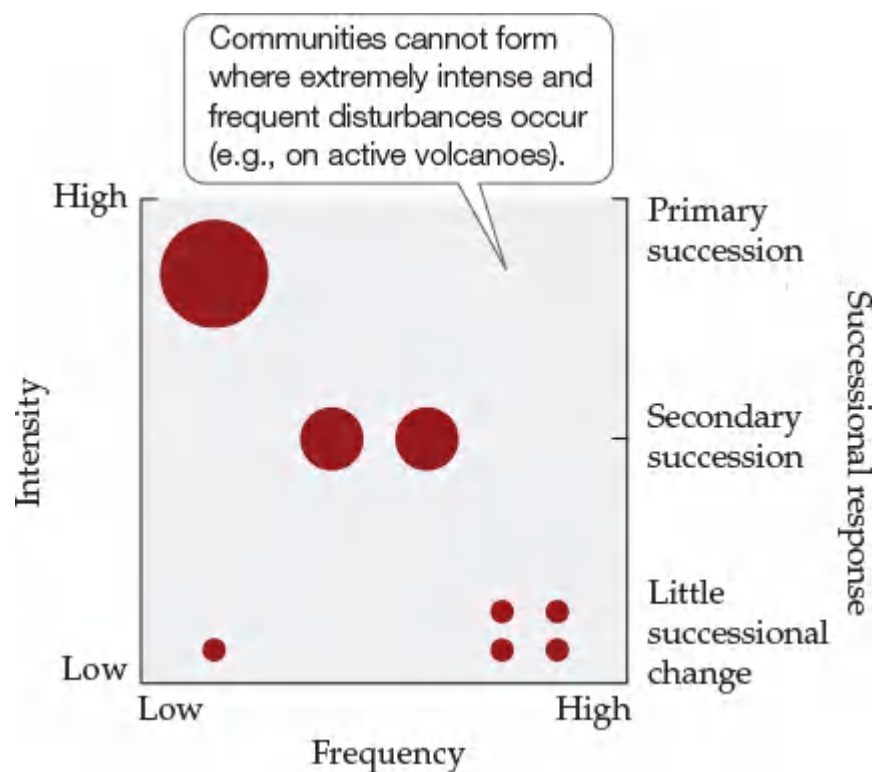 Communities cannot form
where extremely intense and
frequent disturbances occur
(e.g., on active volcanoes).
High
Primary
succession
Secondary
succession
Little
successional
change
Successional response
Intensity
Low
Low
High
Frequency